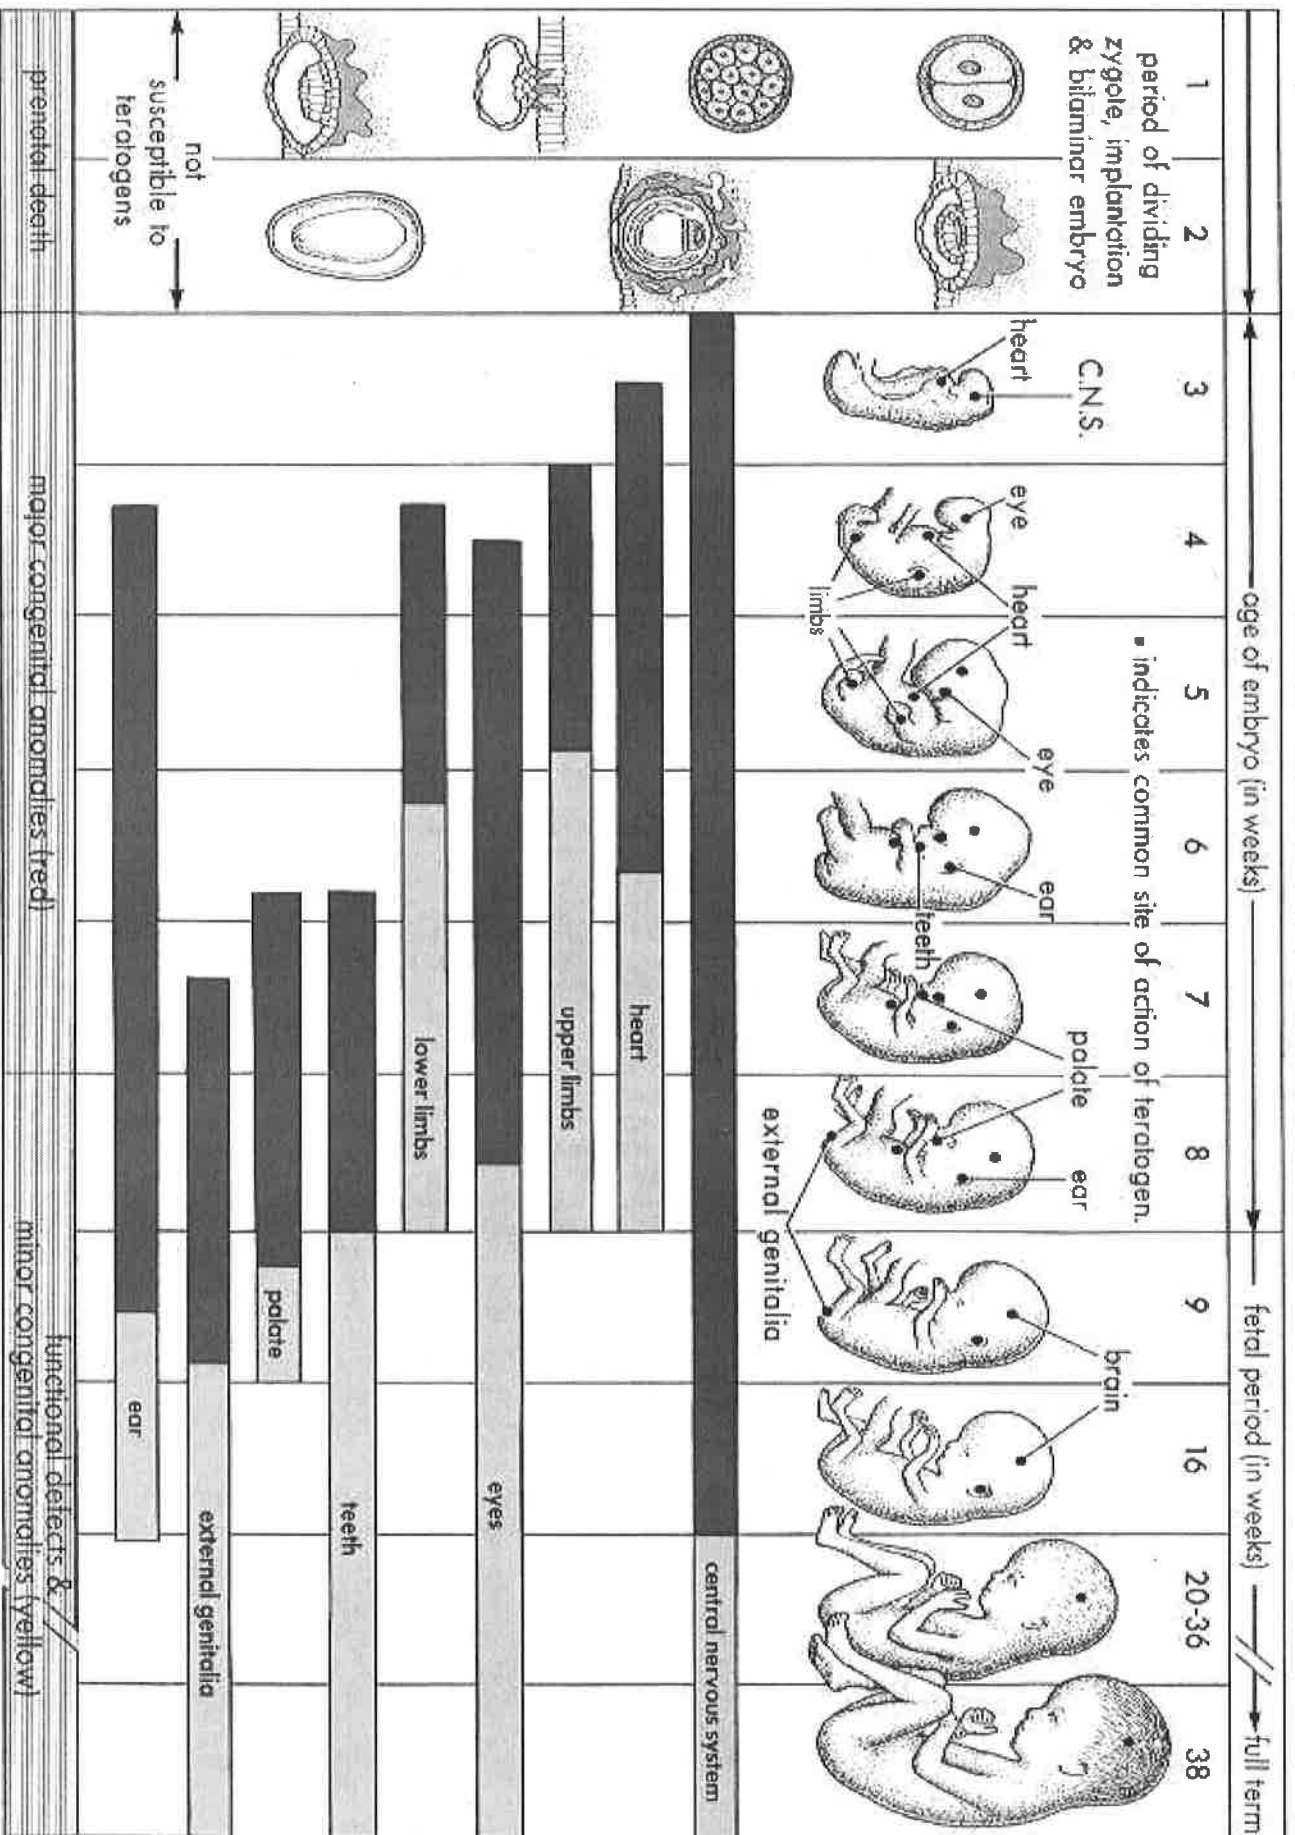 age of embryo (in weeks)
fetal period (in weeks)
full term
1
2
3
4
5
6
7
8
9
16
20-36
38
period of dividing
zygote, implantation
& bilaminar embryo
▪ indicates common site of action of teratogen.
C.N.S.
heart
eye
heart
limbs
eye
ear
teeth
palate
ear
external genitalia
brain
central nervous system
heart
upper limbs
eyes
lower limbs
teeth
palate
external genitalia
ear
not
susceptible to
teratogens
prenatal death
major congenital anomalies (red)
functional defects &
minor congenital anomalies (yellow)